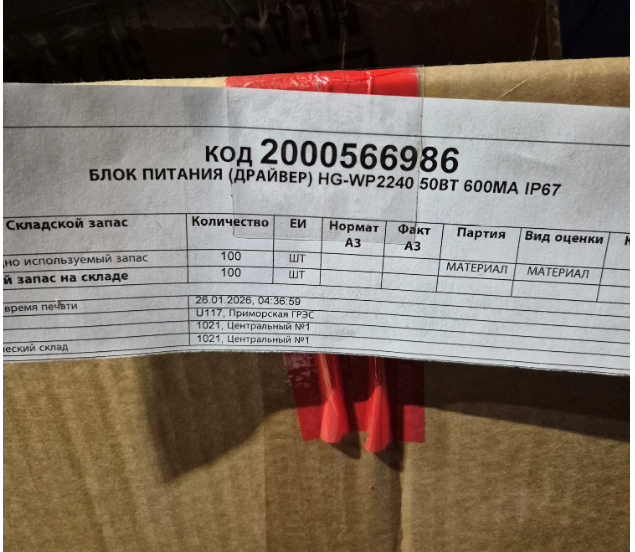 КОД 2000566986
БЛОК ПИТАНИЯ (ДРАЙВЕР) HG-WP2240 50ВТ 600МА IP67
Складской запас Количество ЕИ Нормат АЗ Факт АЗ Партия Вид оценки
но используемый запас 100 ШТ
й запас на складе 100 ШТ МАТЕРИАЛ МАТЕРИАЛ
время печати 26.01.2026, 04:36:59
U117, Приморская ГРЭС
1021, Центральный №1
ческий склад 1021, Центральный №1